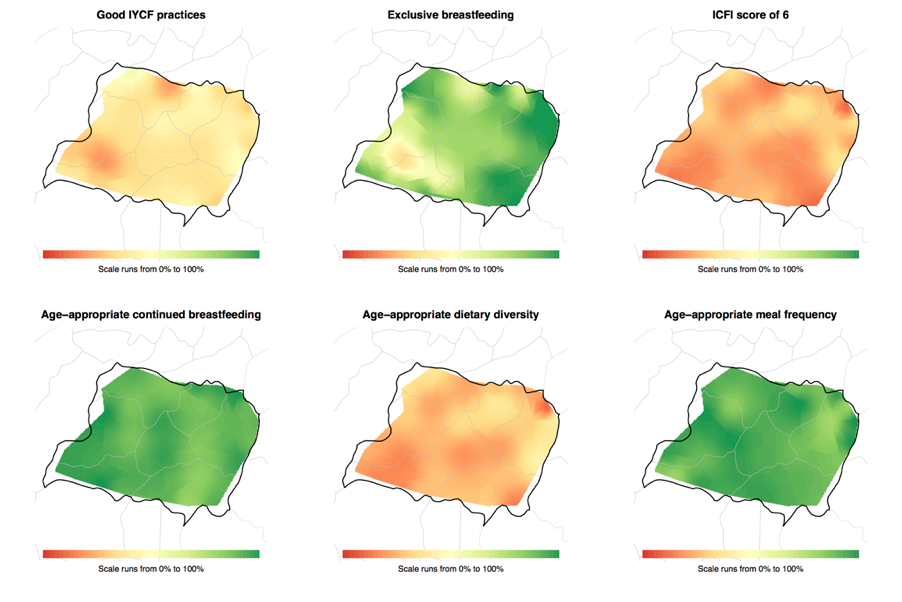 Good IYCF practices
Exclusive breastfeeding
ICFI score of 6
Scale runs from 0% to 100%
Scale runs from 0% to 100%
Scale runs from 0% to 100%
Age−appropriate continued breastfeeding
Age−appropriate dietary diversity
Age−appropriate meal frequency
Scale runs from 0% to 100%
Scale runs from 0% to 100%
Scale runs from 0% to 100%